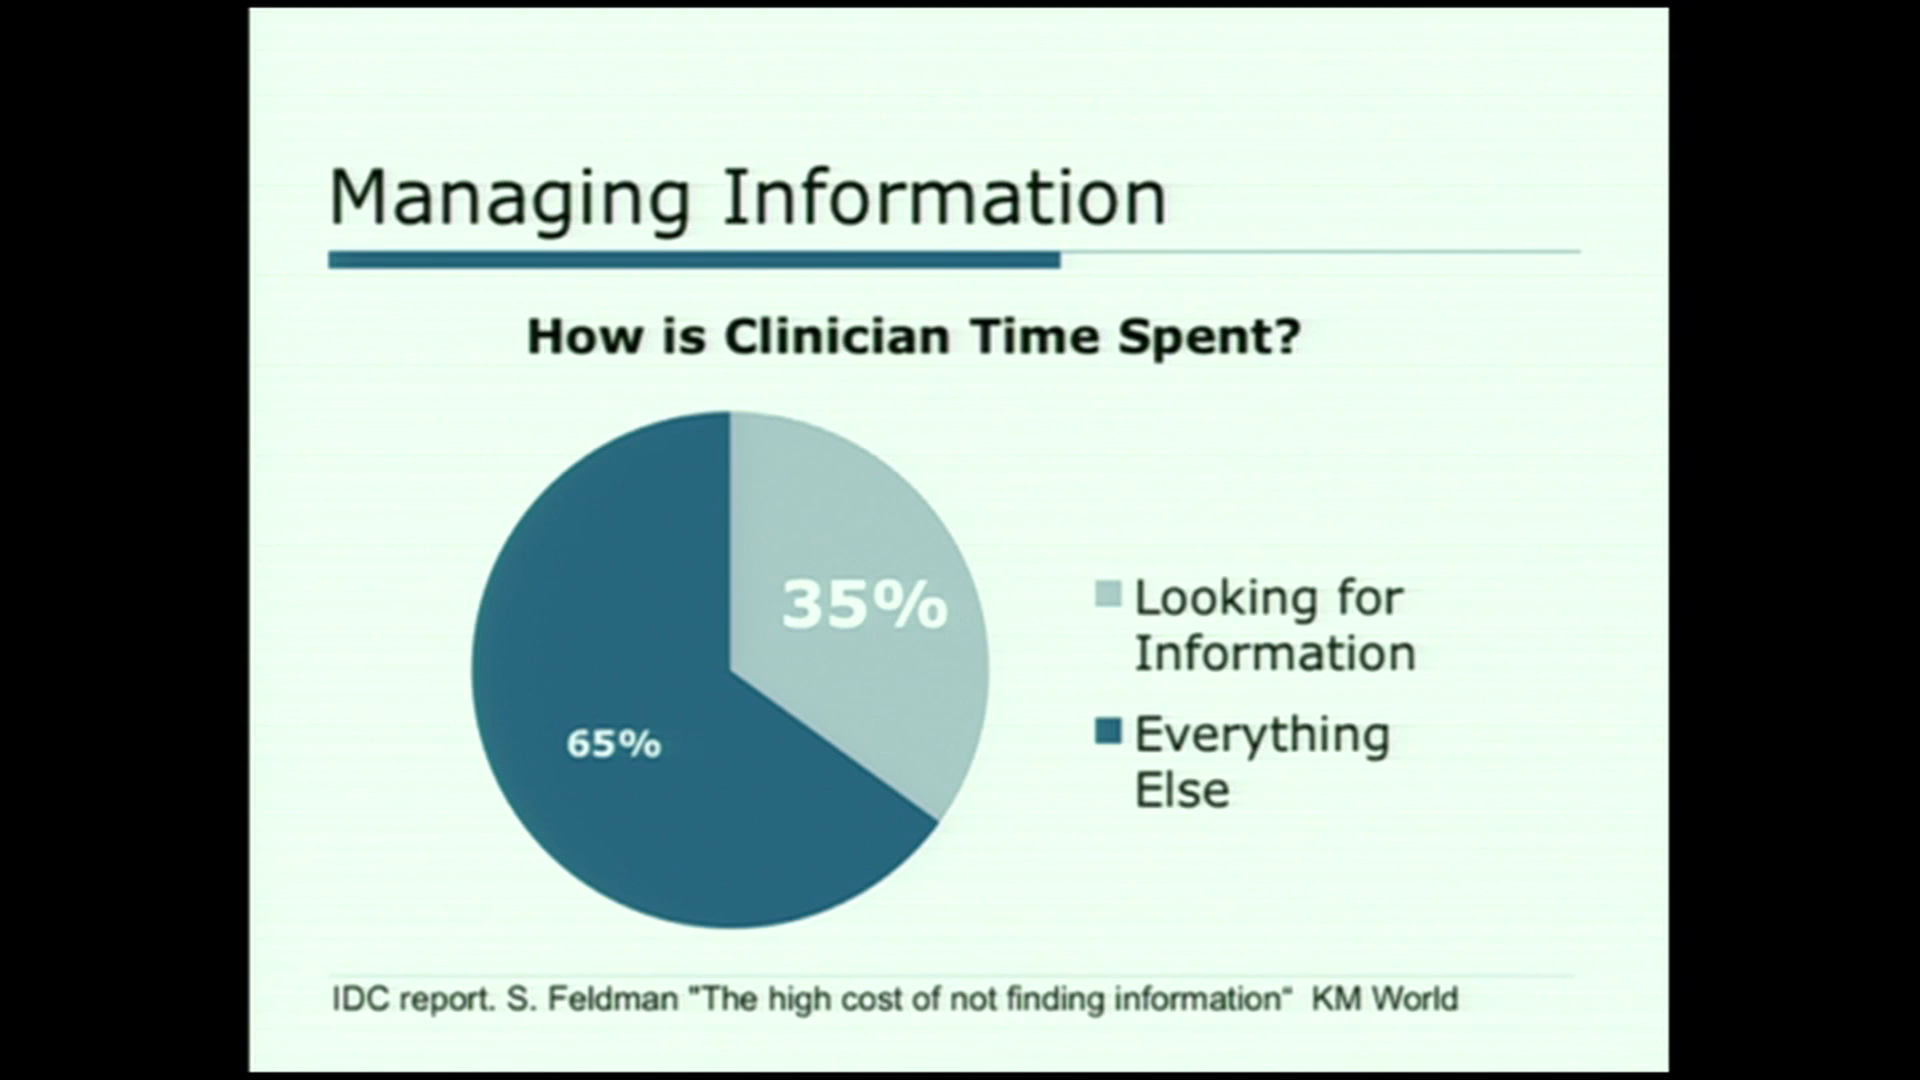 Managing Information
How is Clinician Time Spent?
35%
65%
Looking for
Information
Everything
Else
IDC report. S. Feldman "The high cost of not finding information" KM World